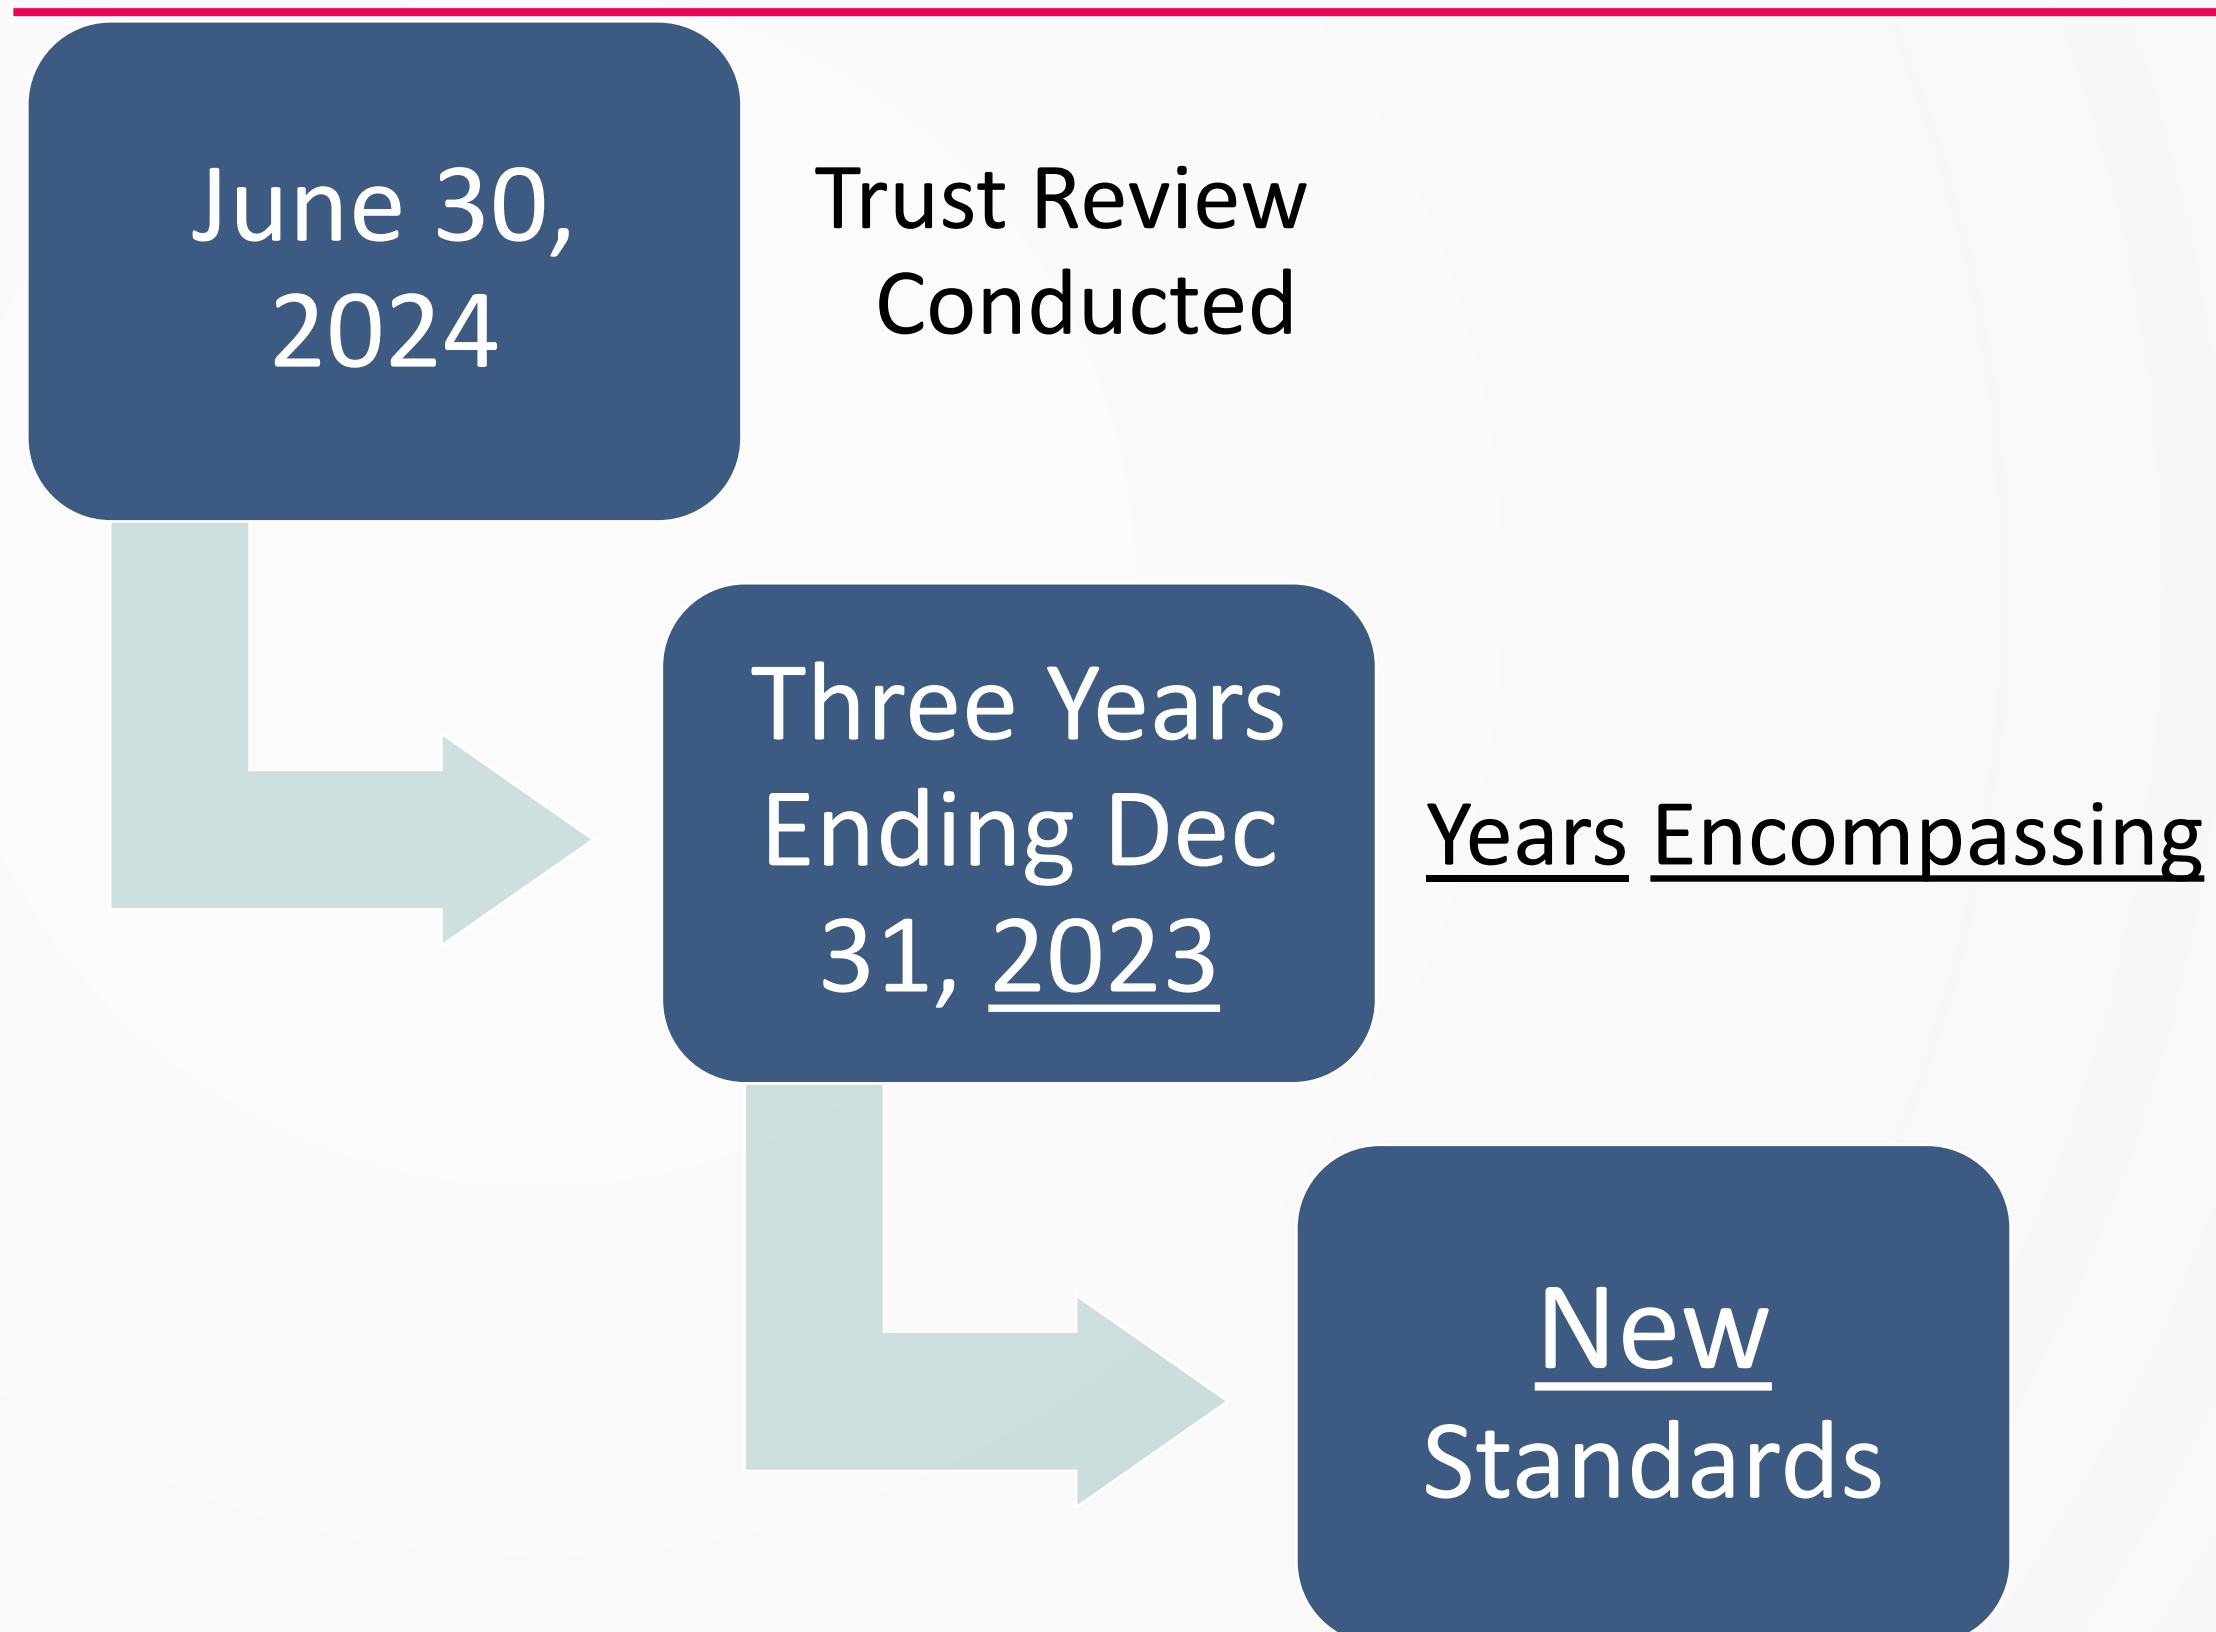 June 30,
2024
Trust Review
Conducted
Three Years
Ending Dec
31, 2023
Years Encompassing
New
Standards